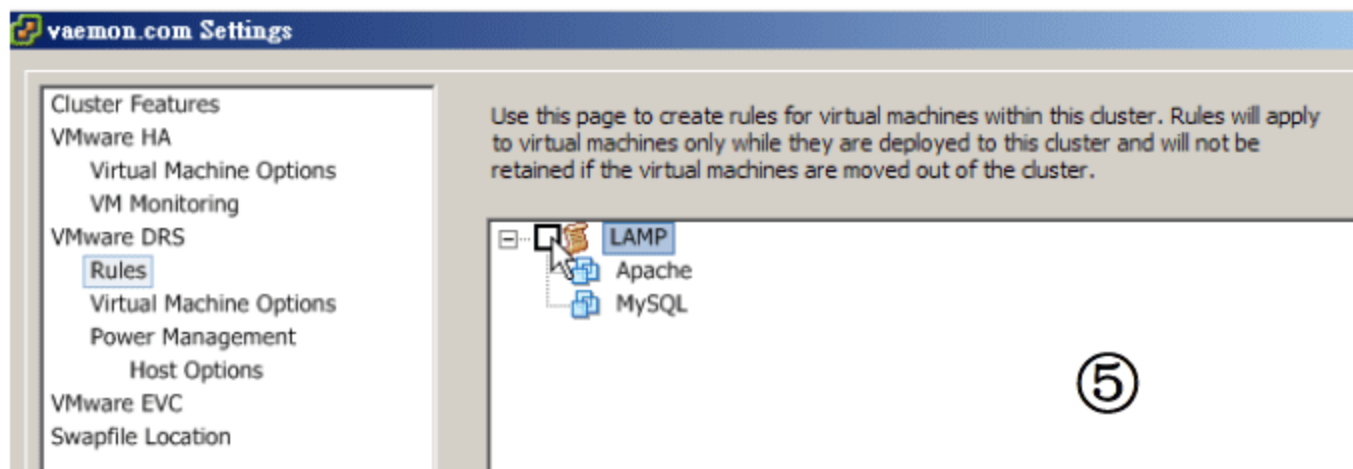 vaemon.com Settings
Cluster Features
VMware HA
Virtual Machine Options
VM Monitoring
VMware DRS
Rules
Virtual Machine Options
Power Management
Host Options
VMware EVC
Swapfile Location
Use this page to create rules for virtual machines within this cluster. Rules will apply
to virtual machines only while they are deployed to this cluster and will not be
retained if the virtual machines are moved out of the cluster.
LAMP
Apache
MySQL
⑤